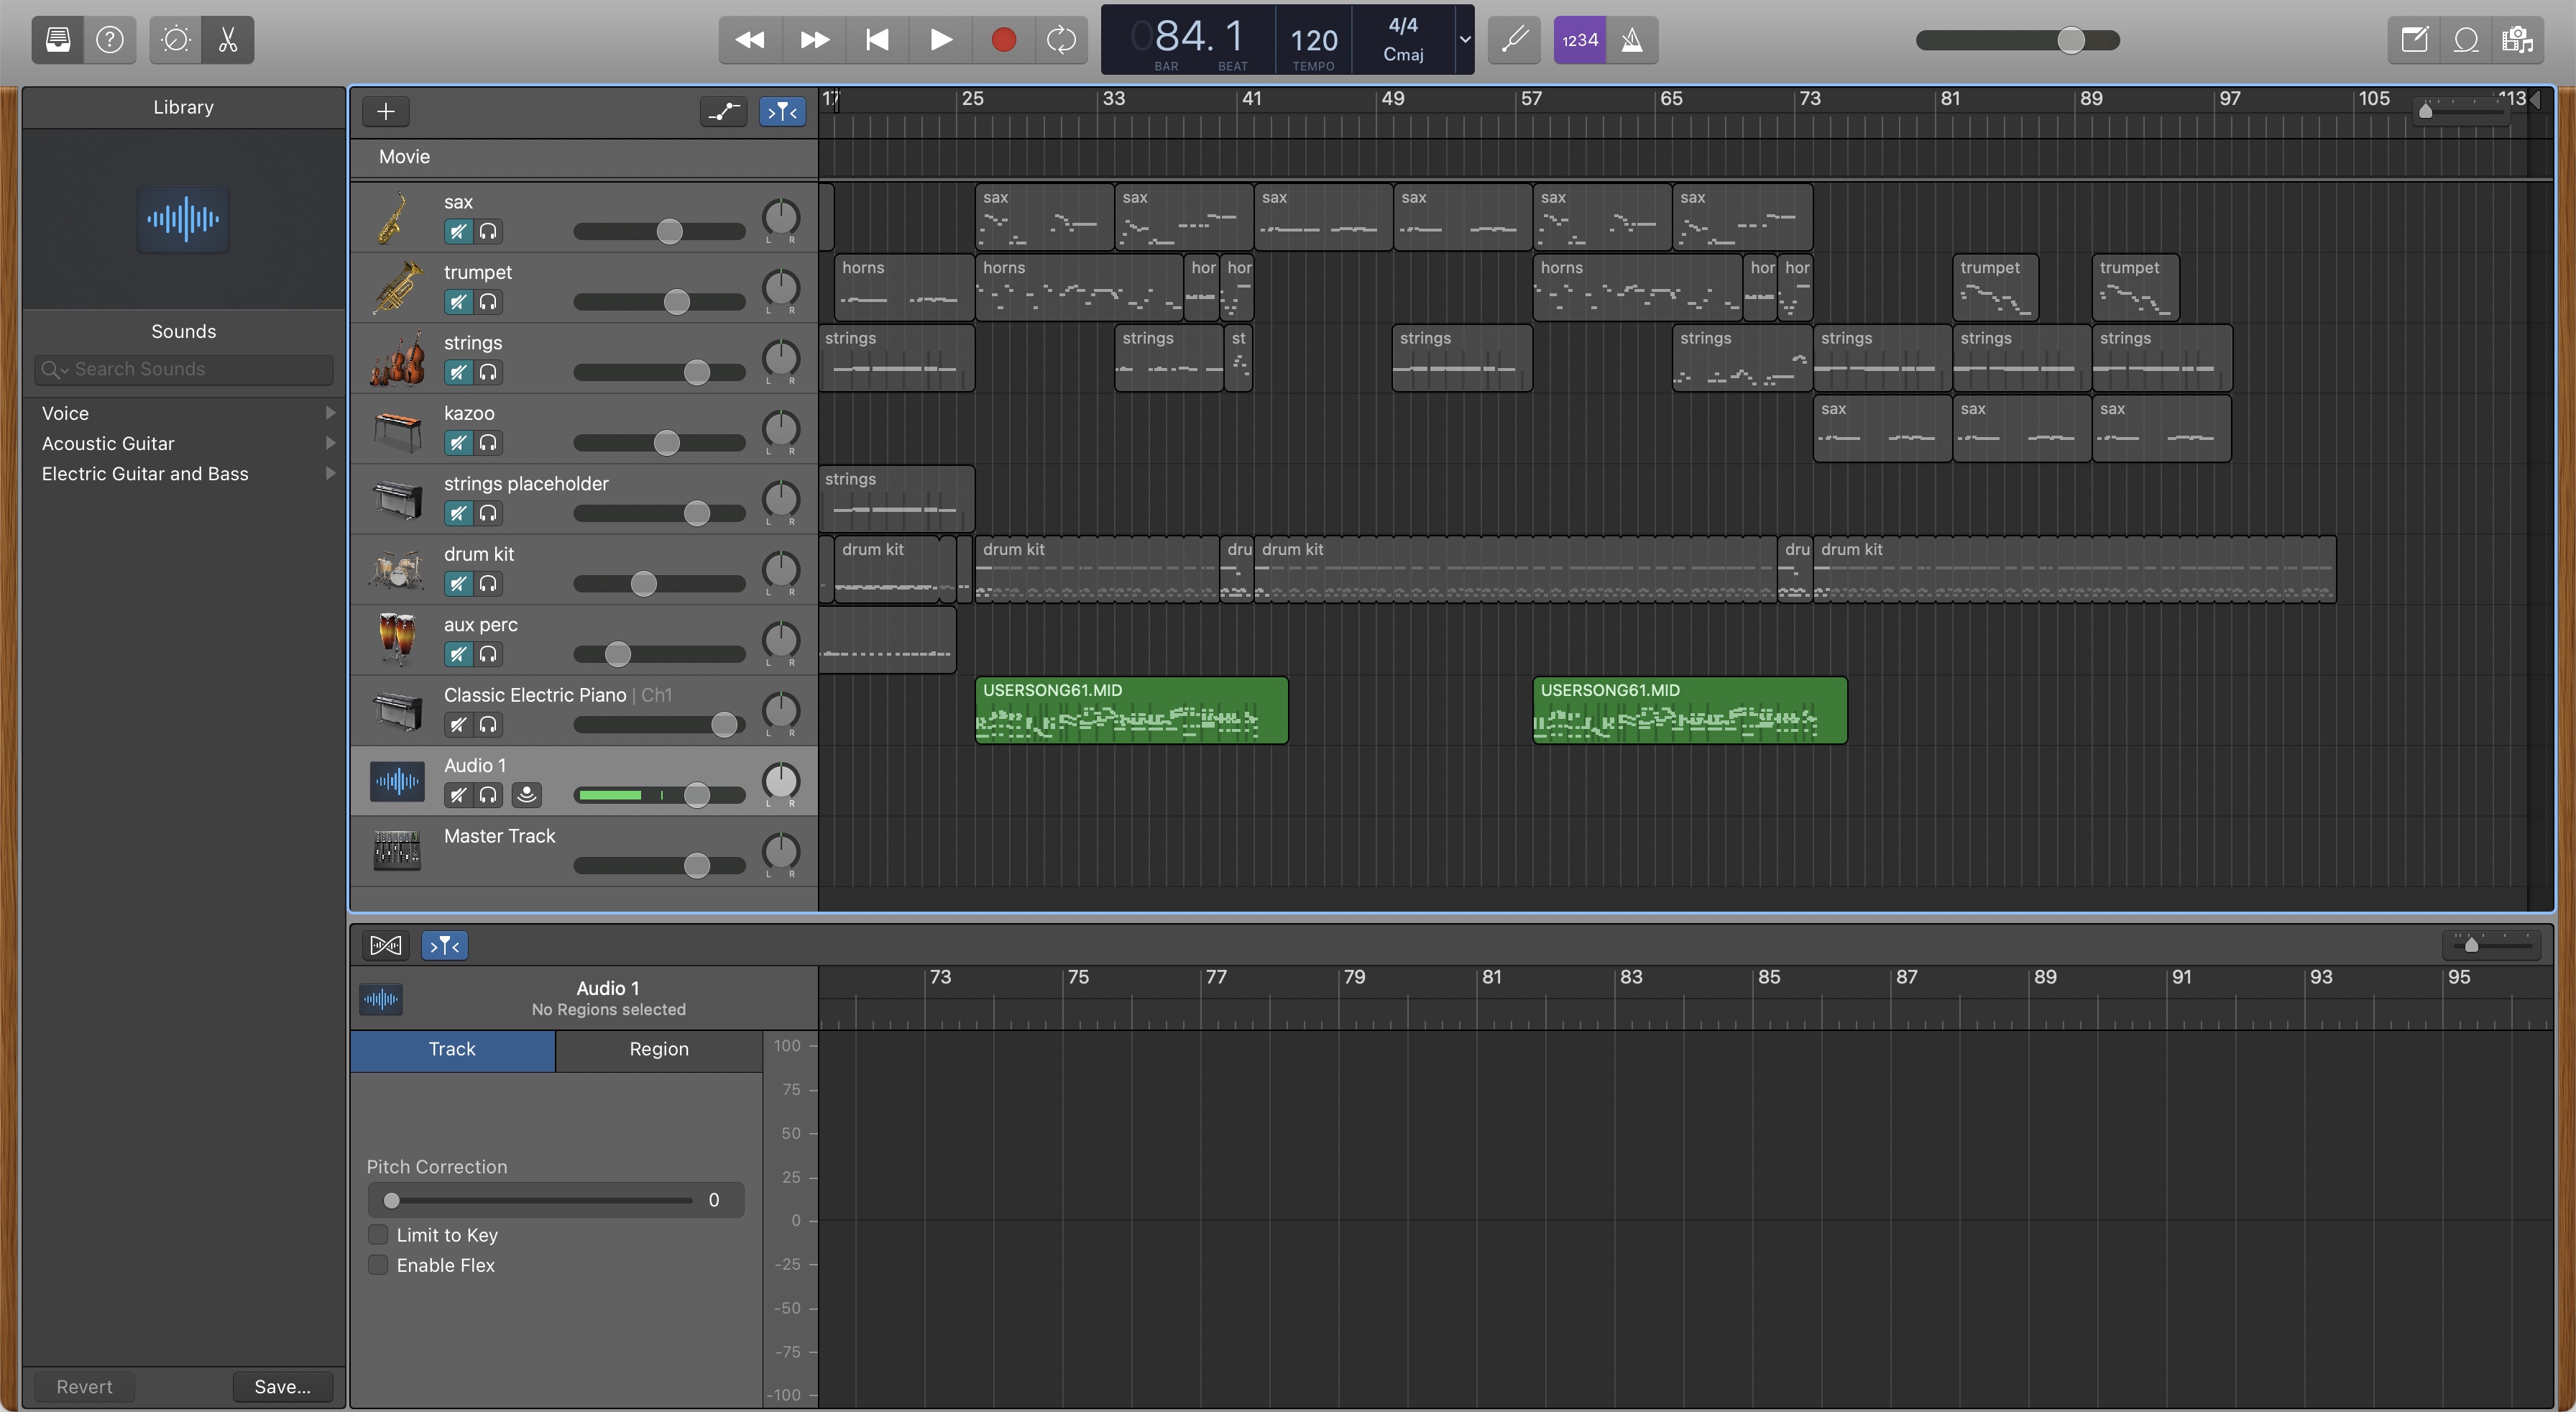 084. 1
120
4/4
Cmaj
BAR
BEAT
TEMPO
1234
Library
Sounds
Search Sounds
Voice
Acoustic Guitar
Electric Guitar and Bass
Revert
Save...
17 25 33 41 49 57 65 73 81 89 97 105 113
Movie
sax
L R
sax sax sax sax sax sax
trumpet
L R
horns horns hor hor horns hor hor trumpet trumpet
strings
L R
strings strings st strings strings strings strings strings
kazoo
L R
sax sax sax
strings placeholder
L R
strings
drum kit
L R
drum kit drum kit dru drum kit dru drum kit
aux perc
L R
Classic Electric Piano | Ch1
L R
USERSONG61.MID USERSONG61.MID
Audio 1
L R
Master Track
L R
73 75 77 79 81 83 85 87 89 91 93 95
Audio 1
No Regions selected
Track
Region
Pitch Correction
0
Limit to Key
Enable Flex
100
75
50
25
0
-25
-50
-75
-100